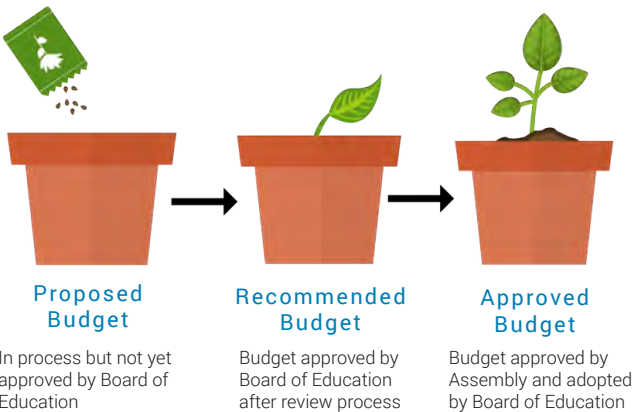 Proposed
Budget
In process but not yet
approved by Board of
Education
Recommended
Budget
Budget approved by
Board of Education
after review process
Approved
Budget
Budget approved by
Assembly and adopted
by Board of Education